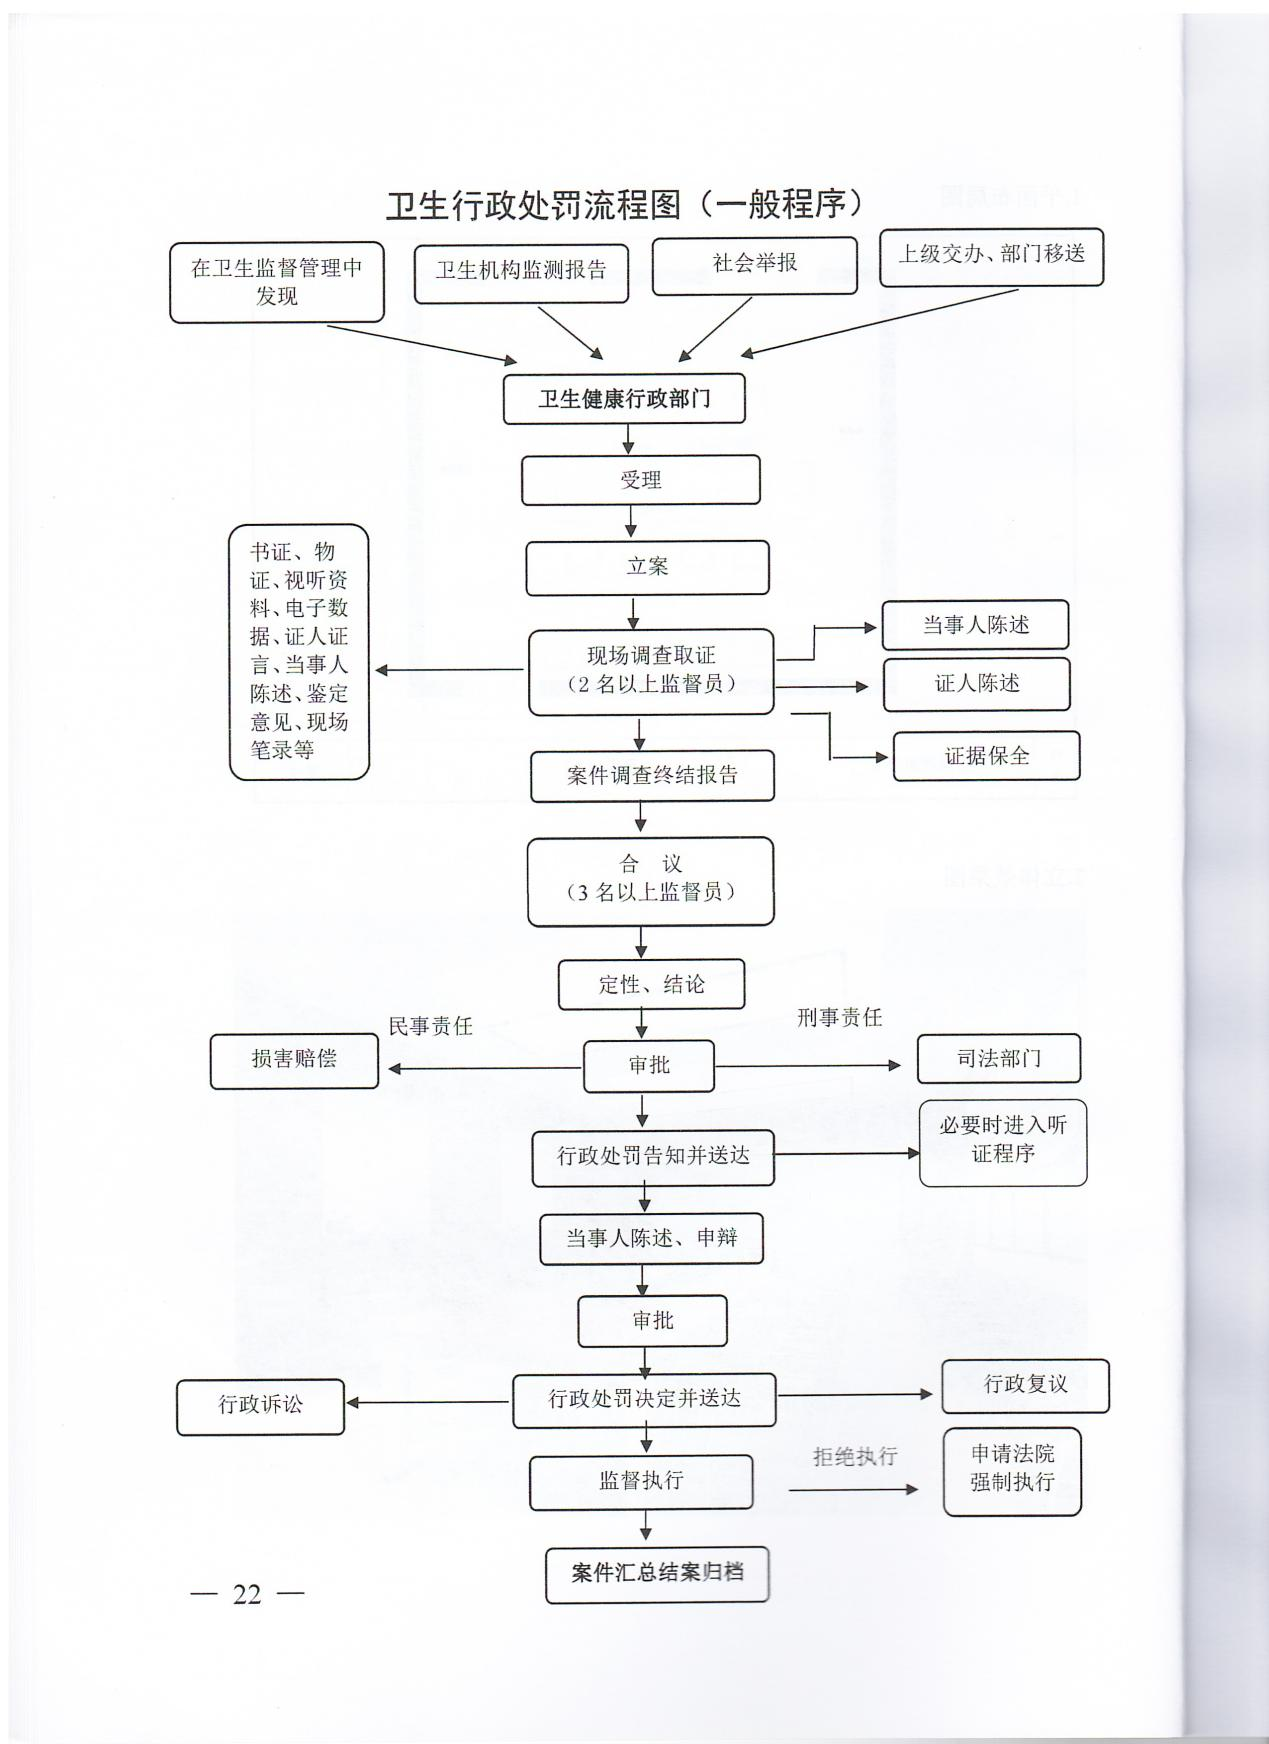 卫生行政处罚流程图（一般程序）
在卫生监督管理中
发现
卫生机构监测报告
社会举报
上级交办、部门移送
卫生健康行政部门
受理
立案
书证、物
证、视听资
料、电子数
据、证人证
言、当事人
陈述、鉴定
意见、现场
笔录等
现场调查取证
（2 名以上监督员）
当事人陈述
证人陈述
证据保全
案件调查终结报告
合 议
（3 名以上监督员）
定性、结论
民事责任
刑事责任
损害赔偿
审批
司法部门
行政处罚告知并送达
必要时进入听
证程序
当事人陈述、申辩
审批
行政诉讼
行政处罚决定并送达
行政复议
监督执行
拒绝执行
申请法院
强制执行
案件汇总结案归档
— 22 —